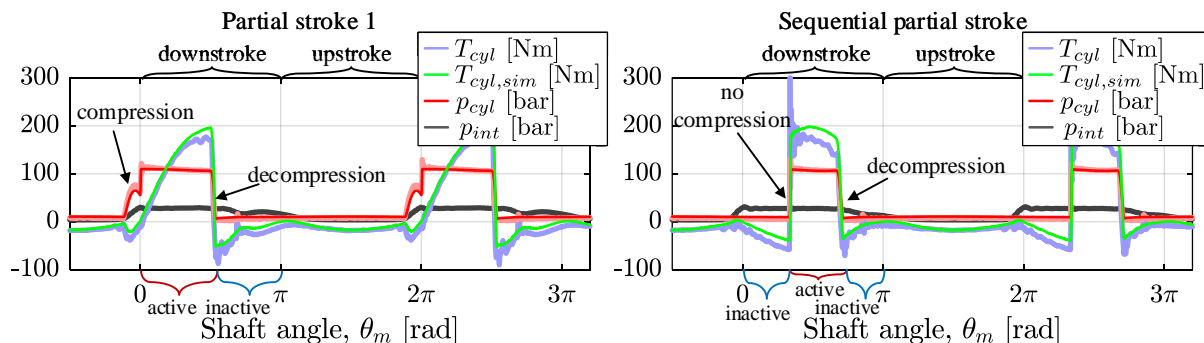 Partial stroke 1
downstroke
upstroke
T_cyl [Nm]
T_cyl,sim [Nm]
p_cyl [bar]
p_int [bar]
300
200
100
0
-100
compression
decompression
0
π
2π
3π
active
inactive
Shaft angle, θ_m [rad]
Sequential partial stroke
downstroke
upstroke
T_cyl [Nm]
T_cyl,sim [Nm]
p_cyl [bar]
p_int [bar]
300
200
100
0
-100
no
compression
decompression
0
π
2π
3π
active
inactive
inactive
Shaft angle, θ_m [rad]